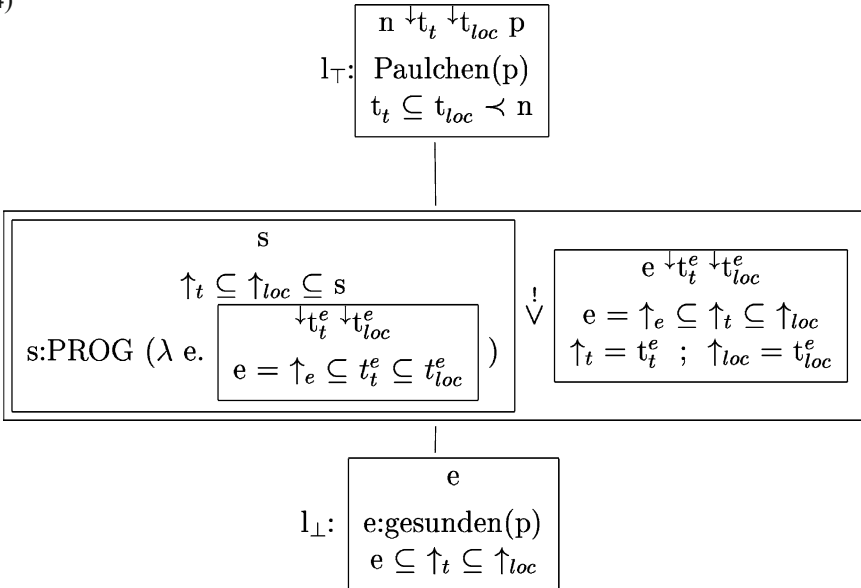 n ↓t_t ↓t_loc p
l_⊤: Paulchen(p)
t_t ⊆ t_loc ≺ n
s
↑_t ⊆ ↑_loc ⊆ s
s:PROG (λ e. ↓t_t^e ↓t_loc^e
e = ↑_e ⊆ t_t^e ⊆ t_loc^e )
∨^!
e ↓t_t^e ↓t_loc^e
e = ↑_e ⊆ ↑_t ⊆ ↑_loc
↑_t = t_t^e ; ↑_loc = t_loc^e
e
l_⊥: e:gesunden(p)
e ⊆ ↑_t ⊆ ↑_loc